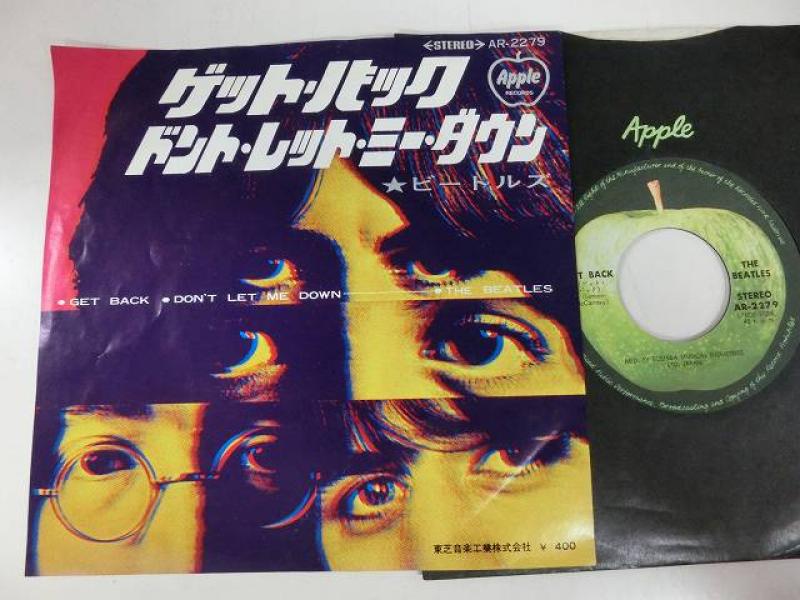 <STEREO> AR-2279
Apple
RECORDS
ゲット・バック
ドント・レット・ミー・ダウン
★ビートルズ
• GET BACK • DON'T LET ME DOWN • THE BEATLES
東芝音楽工業株式会社 ¥ 400
Apple
T BACK
THE
BEATLES
STEREO
AR-2279